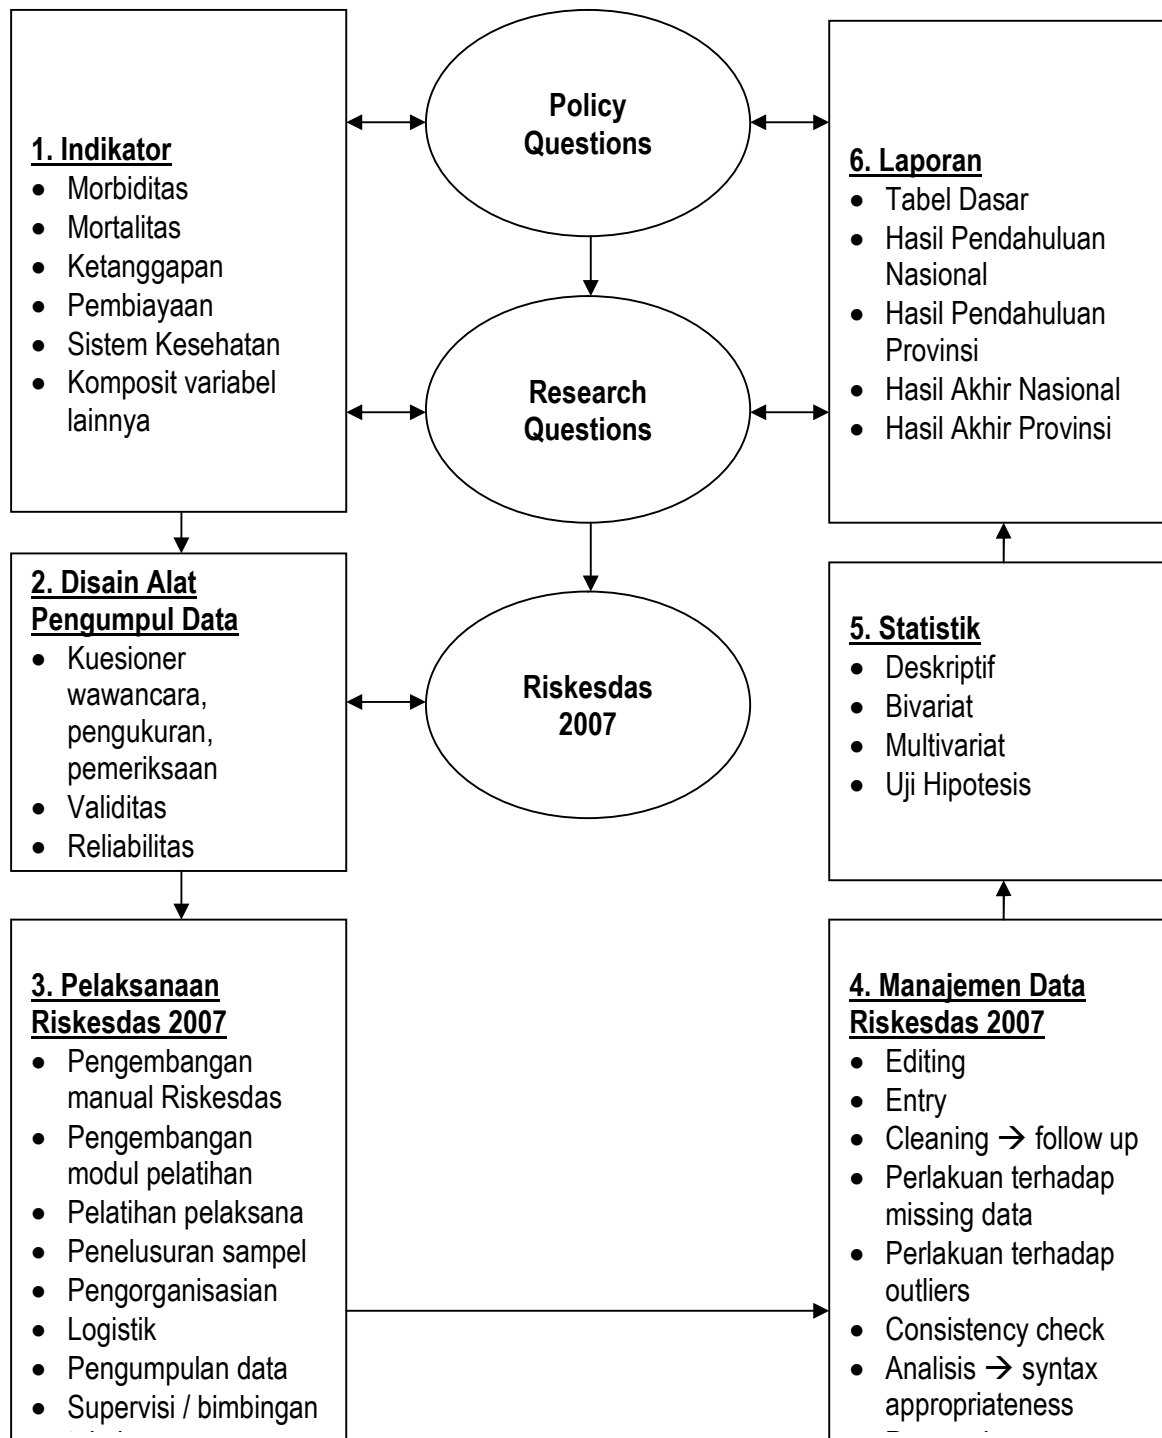 Policy
Questions
1. Indikator
• Morbiditas
• Mortalitas
• Ketanggapan
• Pembiayaan
• Sistem Kesehatan
• Komposit variabel
lainnya
6. Laporan
• Tabel Dasar
• Hasil Pendahuluan
Nasional
• Hasil Pendahuluan
Provinsi
• Hasil Akhir Nasional
• Hasil Akhir Provinsi
Research
Questions
2. Disain Alat
Pengumpul Data
• Kuesioner
wawancara,
pengukuran,
pemeriksaan
• Validitas
• Reliabilitas
Riskesdas
2007
5. Statistik
• Deskriptif
• Bivariat
• Multivariat
• Uji Hipotesis
3. Pelaksanaan
Riskesdas 2007
• Pengembangan
manual Riskesdas
• Pengembangan
modul pelatihan
• Pelatihan pelaksana
• Penelusuran sampel
• Pengorganisasian
• Logistik
• Pengumpulan data
• Supervisi / bimbingan
4. Manajemen Data
Riskesdas 2007
• Editing
• Entry
• Cleaning → follow up
• Perlakuan terhadap
missing data
• Perlakuan terhadap
outliers
• Consistency check
• Analisis → syntax
appropriateness